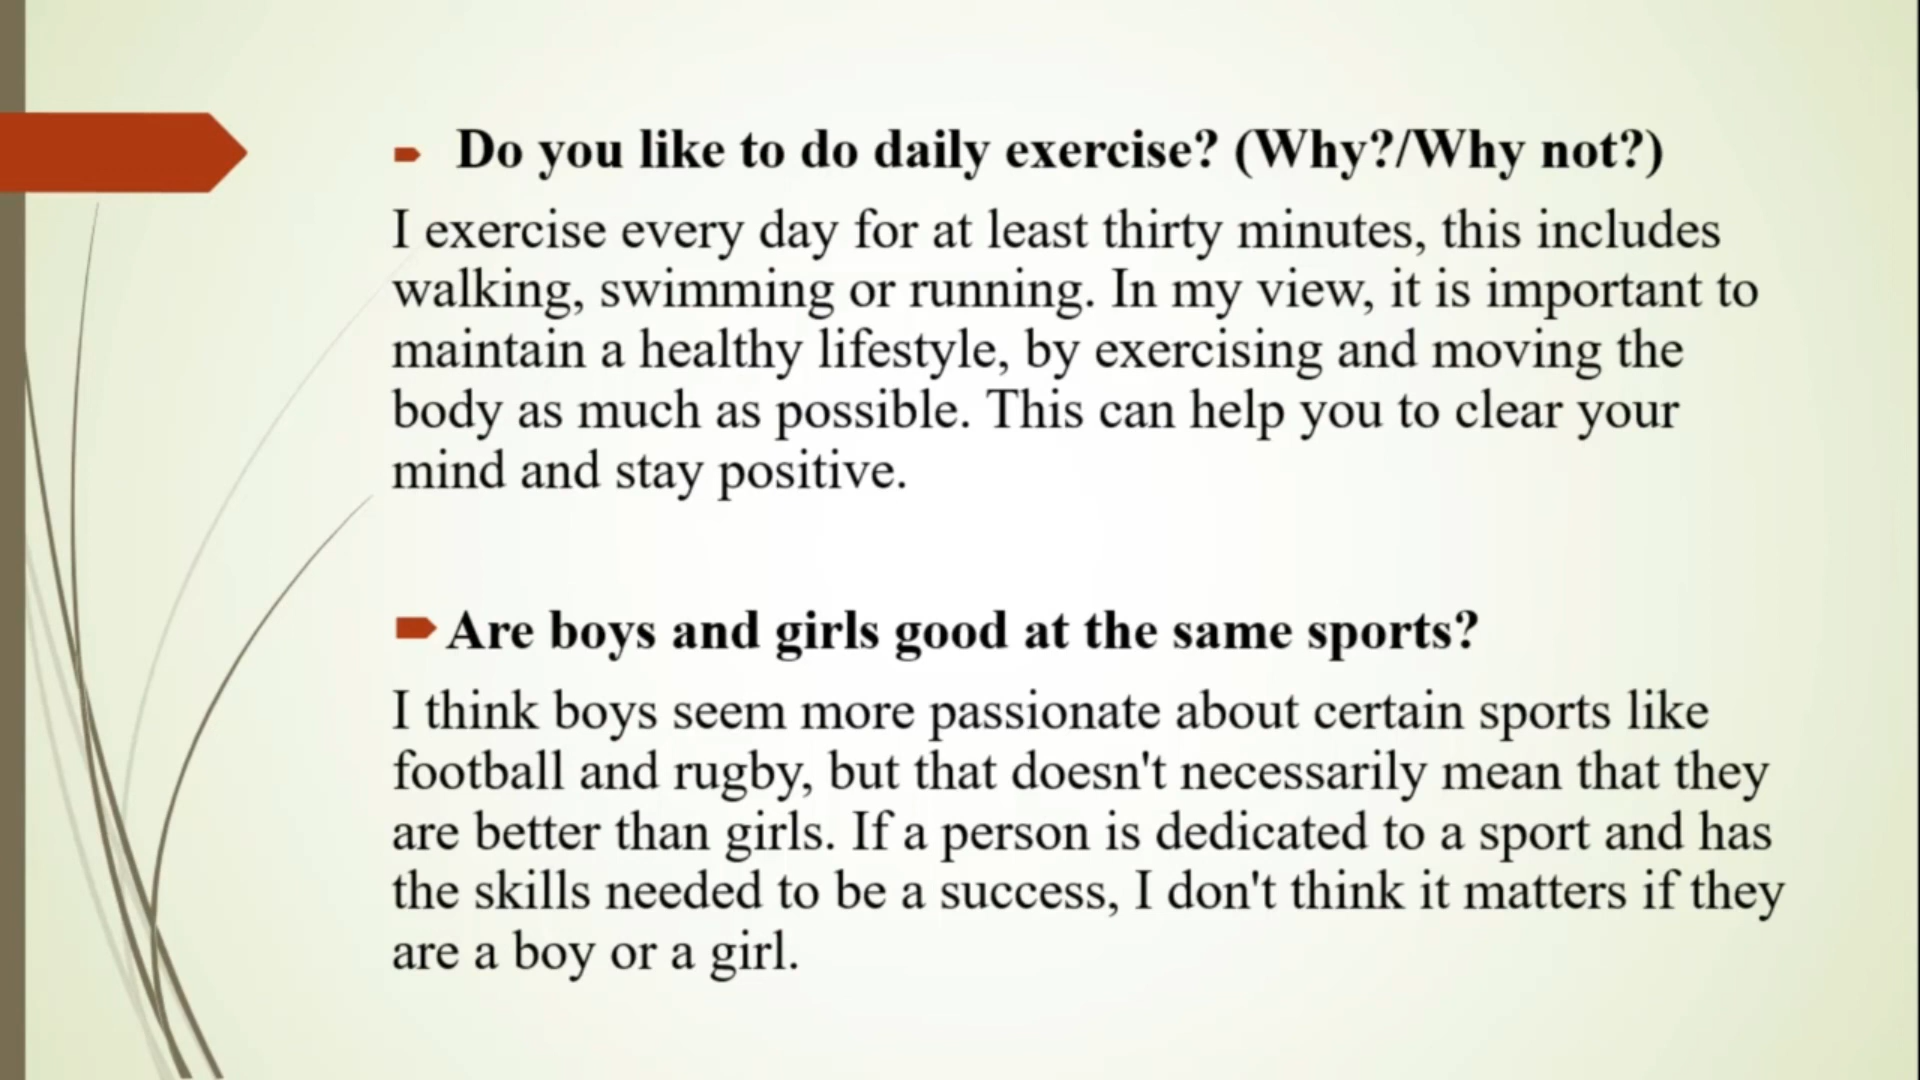 Do you like to do daily exercise? (Why?/Why not?)
I exercise every day for at least thirty minutes, this includes
walking, swimming or running. In my view, it is important to
maintain a healthy lifestyle, by exercising and moving the
body as much as possible. This can help you to clear your
mind and stay positive.
Are boys and girls good at the same sports?
I think boys seem more passionate about certain sports like
football and rugby, but that doesn't necessarily mean that they
are better than girls. If a person is dedicated to a sport and has
the skills needed to be a success, I don't think it matters if they
are a boy or a girl.